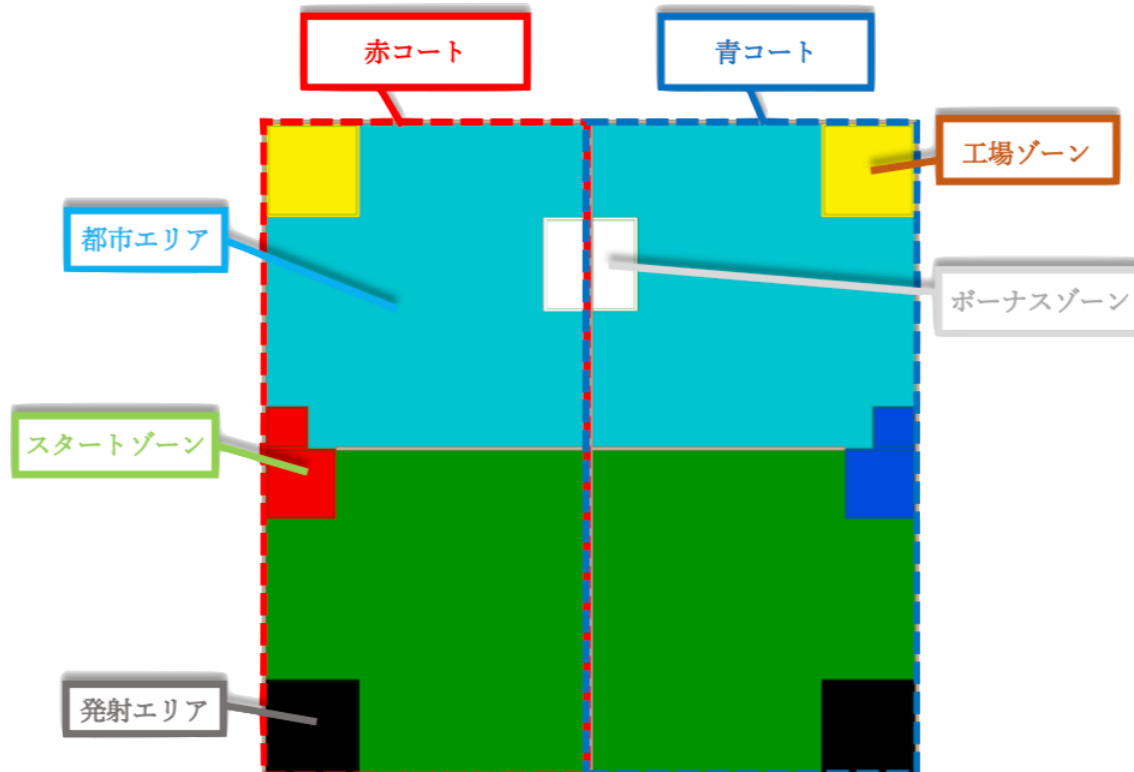 赤コート
青コート
工場ゾーン
都市エリア
ボーナスゾーン
スタートゾーン
発射エリア